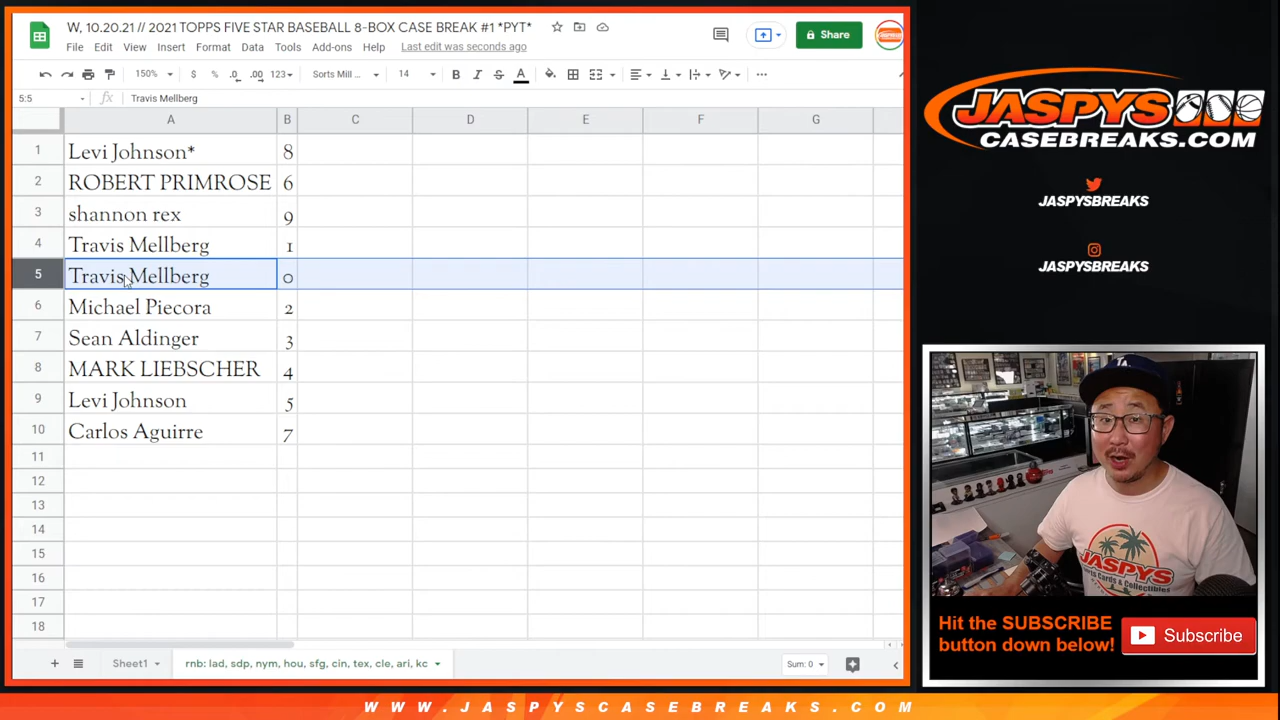 W, 10.20.21 // 2021 TOPPS FIVE STAR BASEBALL 8-BOX CASE BREAK #1 *PYT*
File Edit View Insert Format Data Tools Add-ons Help Last edit was seconds ago
Share
150% $ % .0 .00 123 Sorts Mill ... 14 B I S A
5:5 fx Travis Mellberg
A B C D E F G
1 Levi Johnson* 8
2 ROBERT PRIMROSE 6
3 shannon rex 9
4 Travis Mellberg 1
5 Travis Mellberg 0
6 Michael Piecora 2
7 Sean Aldinger 3
8 MARK LIEBSCHER 4
9 Levi Johnson 5
10 Carlos Aguirre 7
11
12
13
14
15
16
17
18
Sheet1 rnb: lad, sdp, nym, hou, sfg, cin, tex, cle, ari, kc Sum: 0
JASPYS
CASEBREAKS.COM
JASPYSBREAKS
JASPYSBREAKS
LA
JASPYS
Sports Cards & Collectibles
Hit the SUBSCRIBE
button down below!
Subscribe
WWW.JASPYSCASEBREAKS.COM